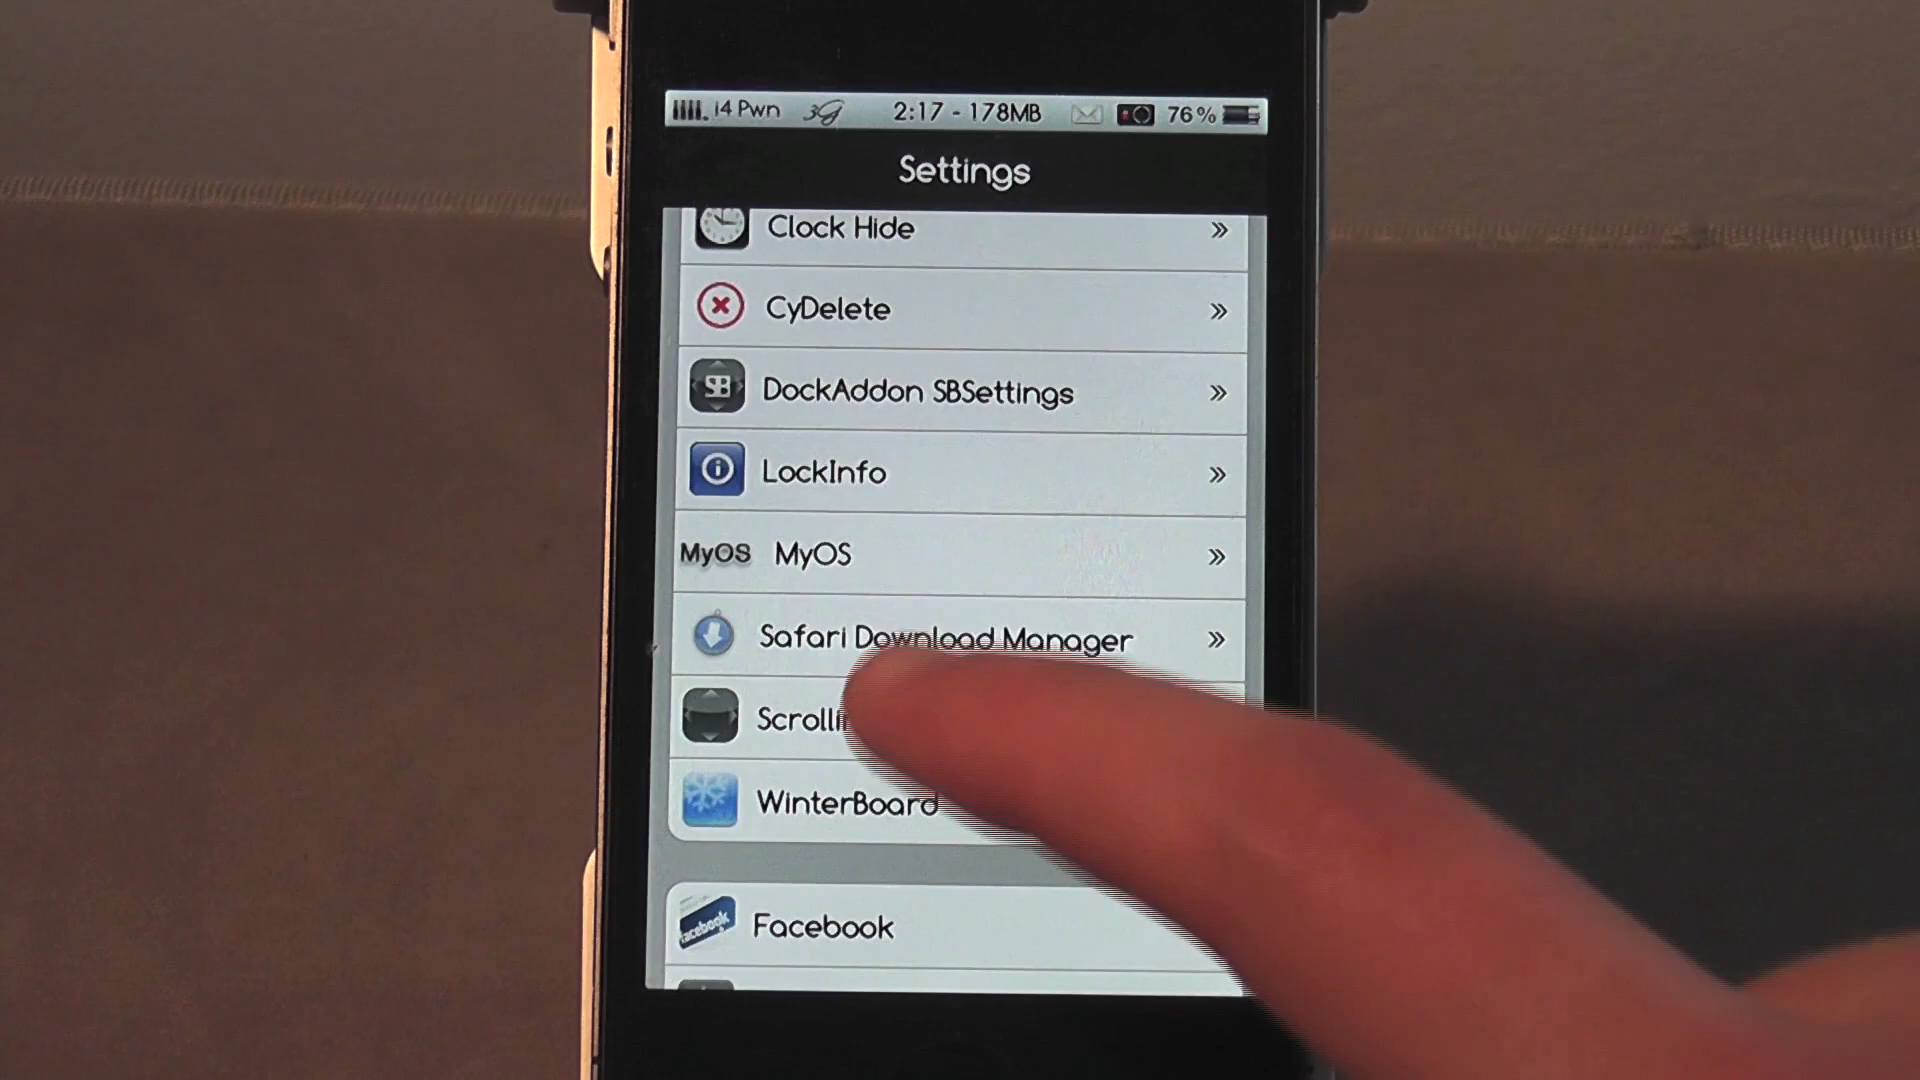 i4 Pwn 3G 2:17 - 178MB 76%
Settings
Clock Hide
CyDelete
SB DockAddon SBSettings
LockInfo
MyOS MyOS
Safari Download Manager
WinterBoard
facebook Facebook